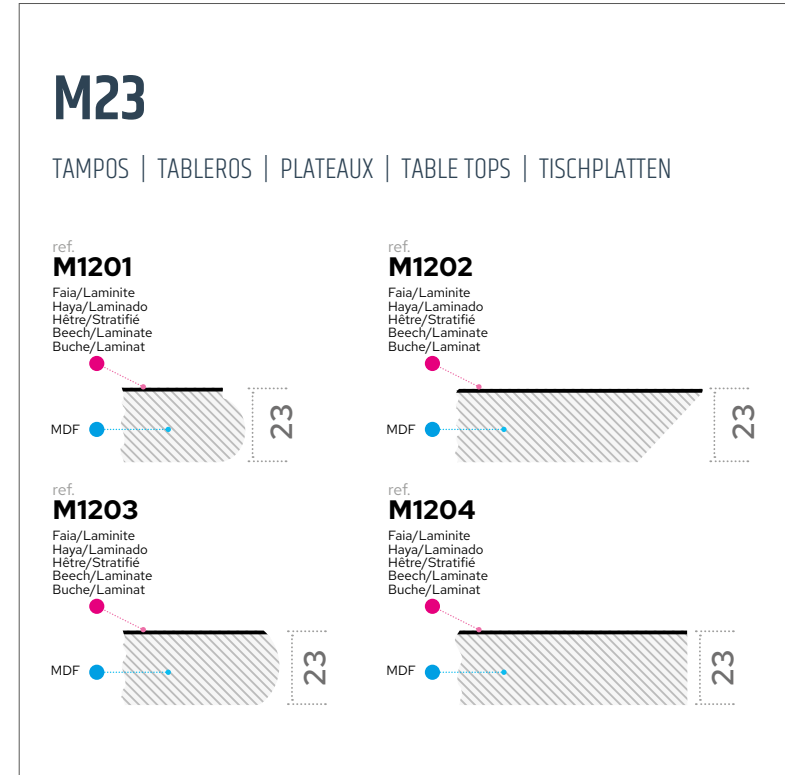 M23
TAMPOS | TABLEROS | PLATEAUX | TABLE TOPS | TISCHPLATTEN
ref.
M1201
Faia/Laminite
Haya/Laminado
Hêtre/Stratifié
Beech/Laminate
Buche/Laminat
MDF
23
ref.
M1202
Faia/Laminite
Haya/Laminado
Hêtre/Stratifié
Beech/Laminate
Buche/Laminat
MDF
23
ref.
M1203
Faia/Laminite
Haya/Laminado
Hêtre/Stratifié
Beech/Laminate
Buche/Laminat
MDF
23
ref.
M1204
Faia/Laminite
Haya/Laminado
Hêtre/Stratifié
Beech/Laminate
Buche/Laminat
MDF
23